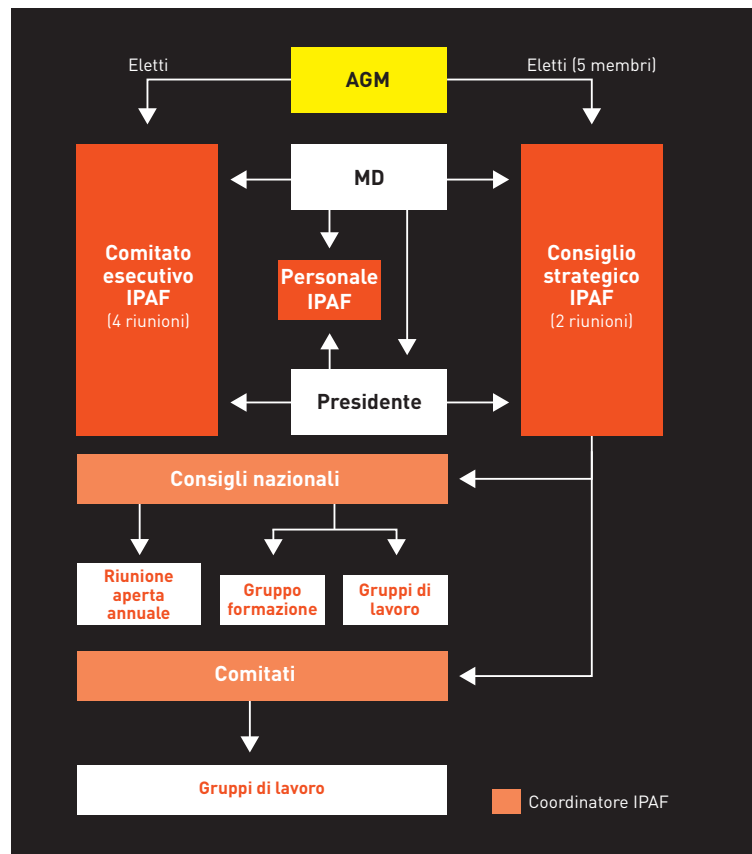 Eletti
AGM
Eletti (5 membri)
MD
Comitato
esecutivo
IPAF
(4 riunioni)
Personale
IPAF
Consiglio
strategico
IPAF
(2 riunioni)
Presidente
Consigli nazionali
Riunione
aperta
annuale
Gruppo
formazione
Gruppi di
lavoro
Comitati
Gruppi di lavoro
Coordinatore IPAF